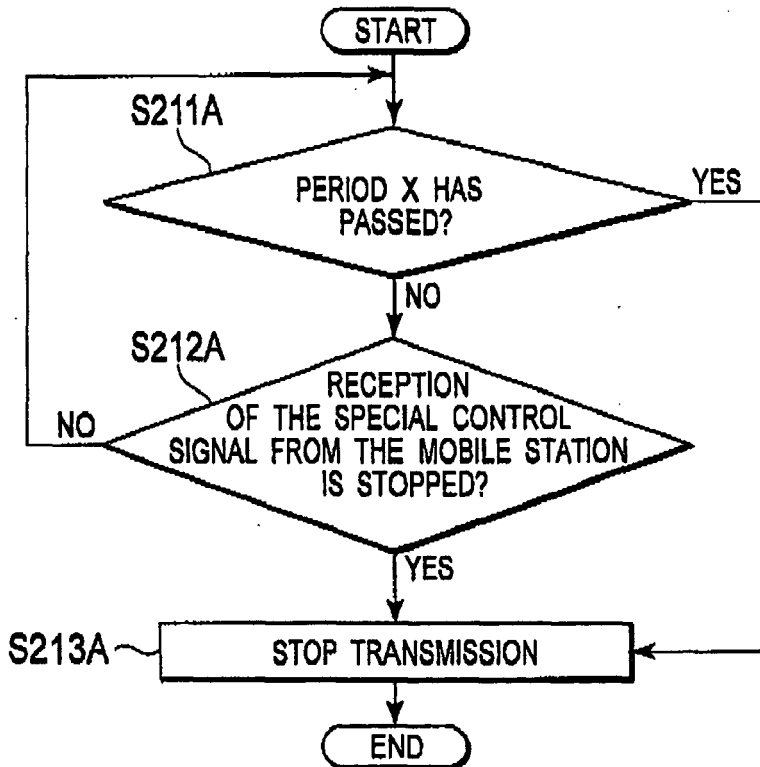 START
S211A
PERIOD X HAS
PASSED?
YES
NO
S212A
RECEPTION
OF THE SPECIAL CONTROL
SIGNAL FROM THE MOBILE STATION
IS STOPPED?
NO
YES
S213A
STOP TRANSMISSION
END